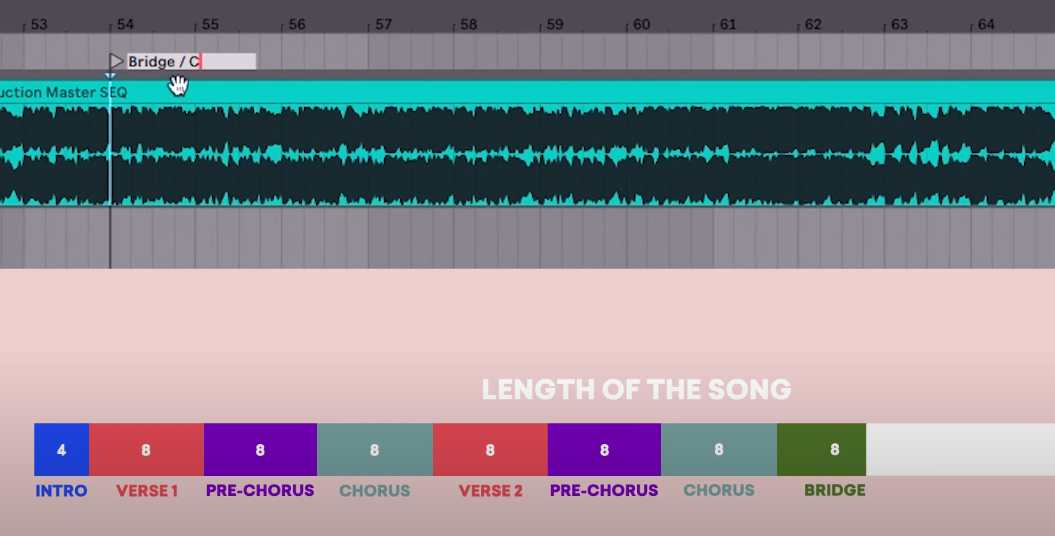 53 54 55 56 57 58 59 60 61 62 63 64
Bridge / C
uction Master SEQ
LENGTH OF THE SONG
4 8 8 8 8 8 8 8
INTRO VERSE 1 PRE-CHORUS CHORUS VERSE 2 PRE-CHORUS CHORUS BRIDGE